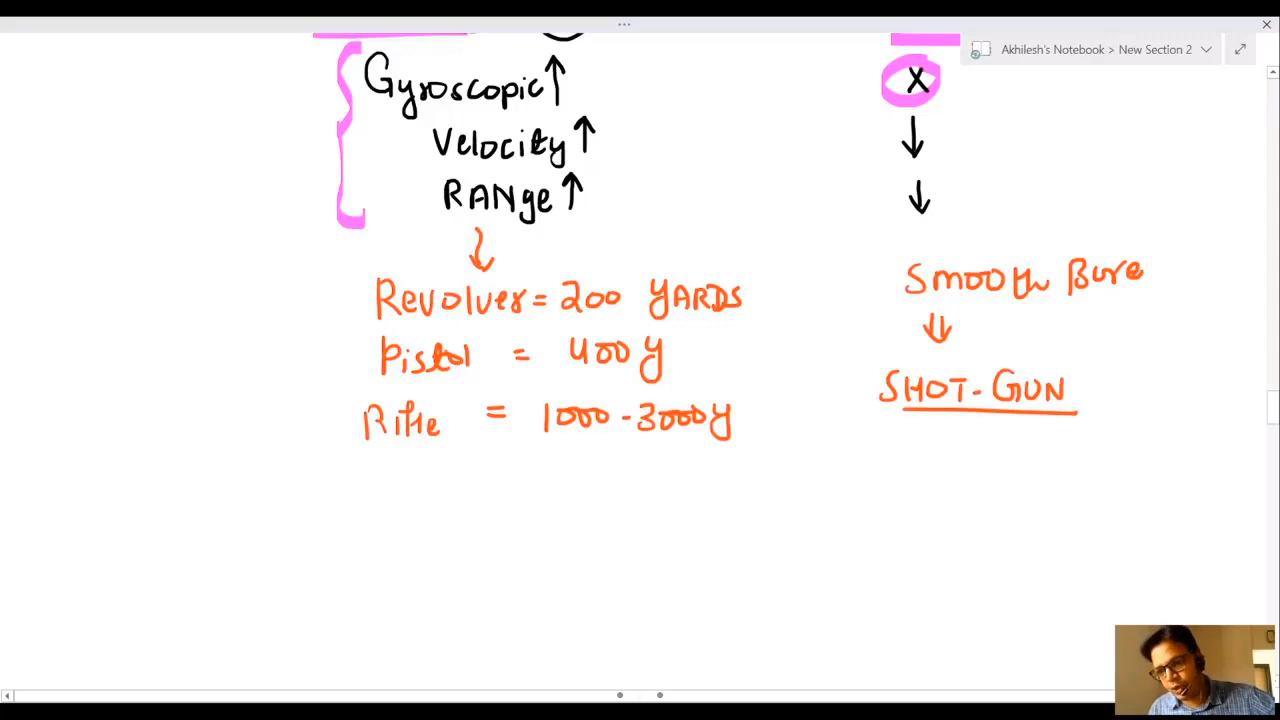 Akhilesh's Notebook > New Section 2
Gyroscopic ↑
X
Velocity ↑
↓
RANge ↑
↓
↓
Revolver = 200 YARDS
Smooth Bore
Pistol = 400 y
⇓
SHOT-GUN
Rifle = 1000 - 3000 y